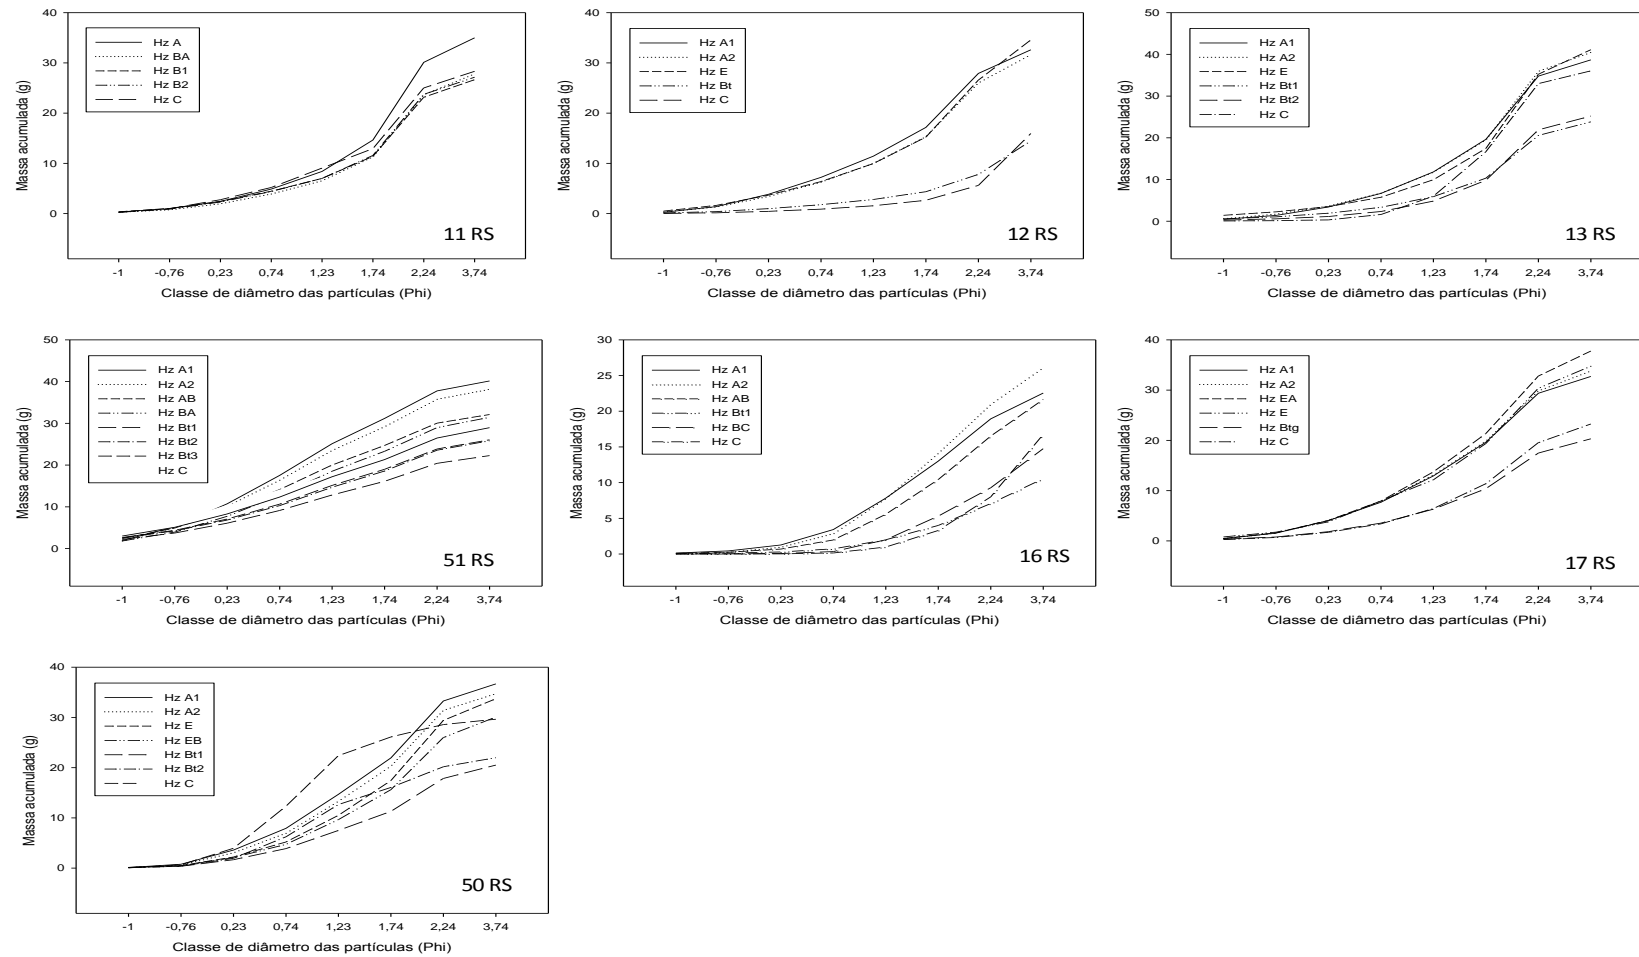 40
30
20
10
0
Massa acumulada (g)
Hz A
Hz BA
Hz B1
Hz B2
Hz C
11 RS
-1 -0,76 0,23 0,74 1,23 1,74 2,24 3,74
Classe de diâmetro das partículas (Phi)
40
30
20
10
0
Massa acumulada (g)
Hz A1
Hz A2
Hz E
Hz Bt
Hz C
12 RS
-1 -0,76 0,23 0,74 1,23 1,74 2,24 3,74
Classe de diâmetro das partículas (Phi)
50
40
30
20
10
0
Massa acumulada (g)
Hz A1
Hz A2
Hz E
Hz Bt1
Hz Bt2
Hz C
13 RS
-1 -0,76 0,23 0,74 1,23 1,74 2,24 3,74
Classe de diâmetro das partículas (Phi)
50
40
30
20
10
0
Massa acumulada (g)
Hz A1
Hz A2
Hz AB
Hz BA
Hz Bt1
Hz Bt2
Hz Bt3
Hz C
51 RS
-1 -0,76 0,23 0,74 1,23 1,74 2,24 3,74
Classe de diâmetro das partículas (Phi)
30
25
20
15
10
5
0
Massa acumulada (g)
Hz A1
Hz A2
Hz AB
Hz Bt1
Hz BC
Hz C
16 RS
-1 -0,76 0,23 0,74 1,23 1,74 2,24 3,74
Classe de diâmetro das partículas (Phi)
40
30
20
10
0
Massa acumulada (g)
Hz A1
Hz A2
Hz EA
Hz E
Hz Btg
Hz C
17 RS
-1 -0,76 0,23 0,74 1,23 1,74 2,24 3,74
Classe de diâmetro das partículas (Phi)
40
30
20
10
0
Massa acumulada (g)
Hz A1
Hz A2
Hz E
Hz EB
Hz Bt1
Hz Bt2
Hz C
50 RS
-1 -0,76 0,23 0,74 1,23 1,74 2,24 3,74
Classe de diâmetro das partículas (Phi)